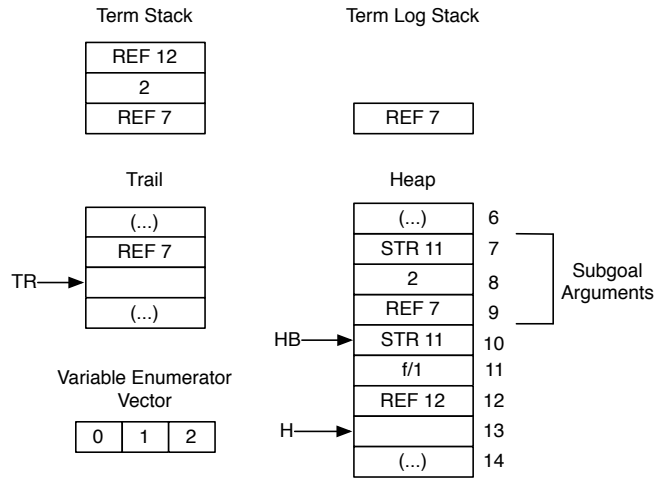 Term Stack
Term Log Stack
REF 12
2
REF 7
REF 7
Trail
Heap
(...)
REF 7
TR
(...)
(...) 6
STR 11 7
2 8
REF 7 9
HB STR 11 10
f/1 11
REF 12 12
H 13
(...) 14
Subgoal
Arguments
Variable Enumerator
Vector
0 1 2